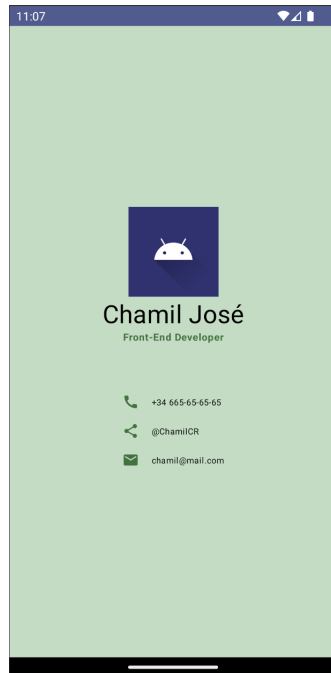 11:07
Chamil José
Front-End Developer
+34 665-65-65-65
@ChamilCR
chamil@mail.com